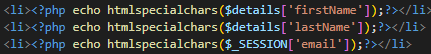 <li><?php echo htmlspecialchars($details['firstName']);?></li>
<li><?php echo htmlspecialchars($details['lastName']);?></li>
<li><?php echo htmlspecialchars($_SESSION['email']);?></li>